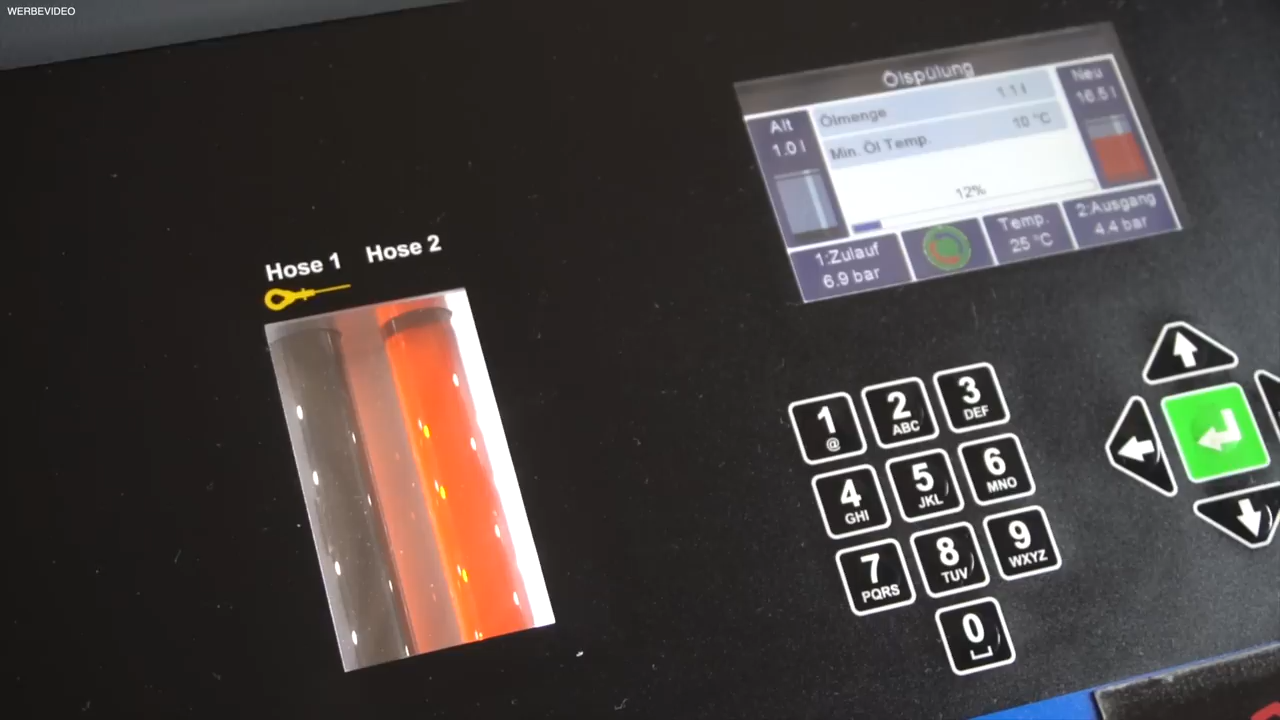 WERBEVIDEO
Ölspülung
Alt
1.0 l
Ölmenge 1.1 l
Min. Öl Temp. 10 °C
Neu
16.5 l
12%
1:Zulauf
6.9 bar
Temp.
25 °C
2:Ausgang
4.4 bar
Hose 1 Hose 2
1 2 3
@ ABC DEF
4 5 6
GHI JKL MNO
7 8 9
PQRS TUV WXYZ
0